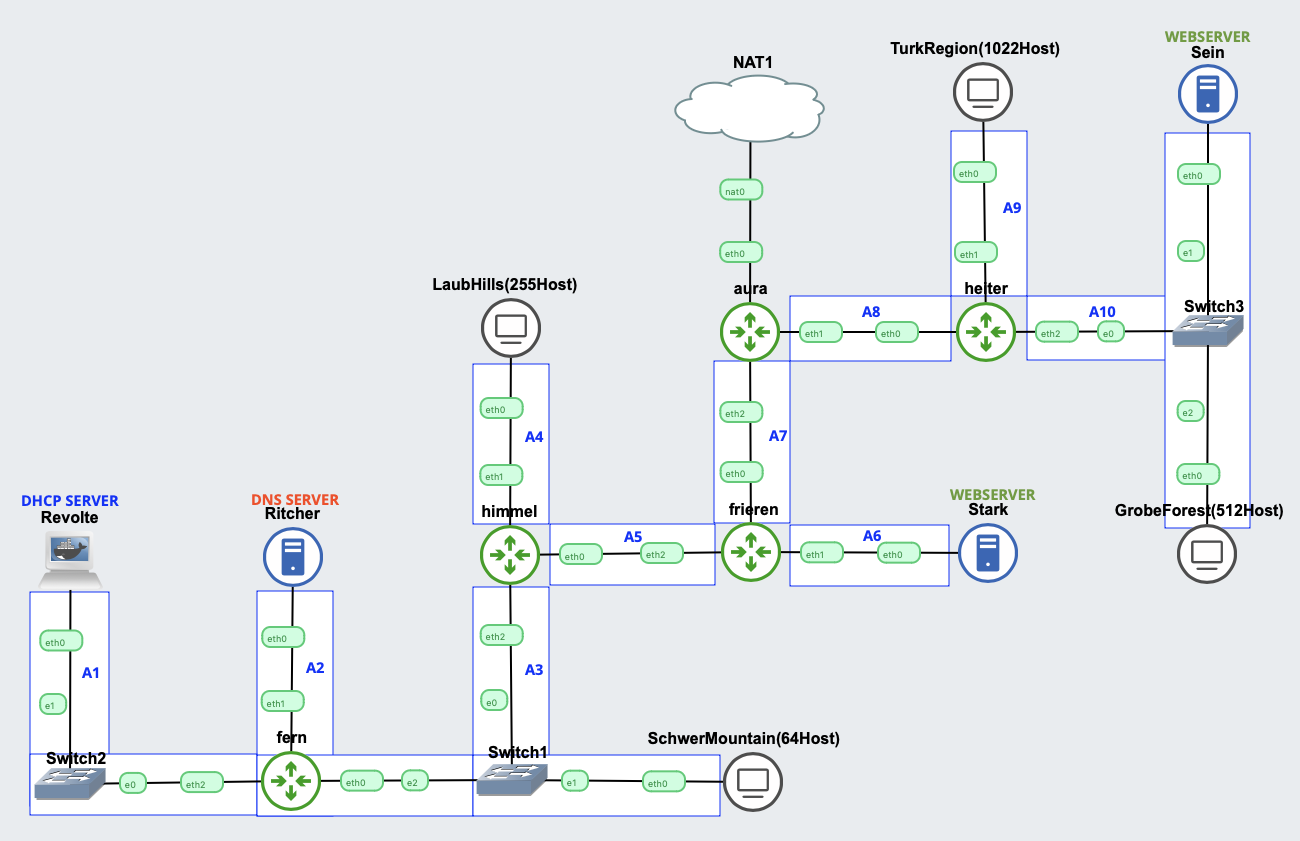 WEBSERVER
Sein
TurkRegion(1022Host)
NAT1
eth0
eth0
nat0
A9
e1
eth0
eth1
LaubHills(255Host)
aura
heiter
Switch3
A8
A10
eth1
eth0
eth2
e0
eth0
eth2
e2
A4
A7
eth1
eth0
eth0
DHCP SERVER
Revolte
DNS SERVER
Ritcher
himmel
frieren
WEBSERVER
Stark
GrobeForest(512Host)
A5
A6
eth0
eth2
eth1
eth0
eth0
eth0
eth2
A1
A2
A3
e1
eth1
e0
Switch2
fern
Switch1
SchwerMountain(64Host)
e0
eth2
eth0
e2
e1
eth0